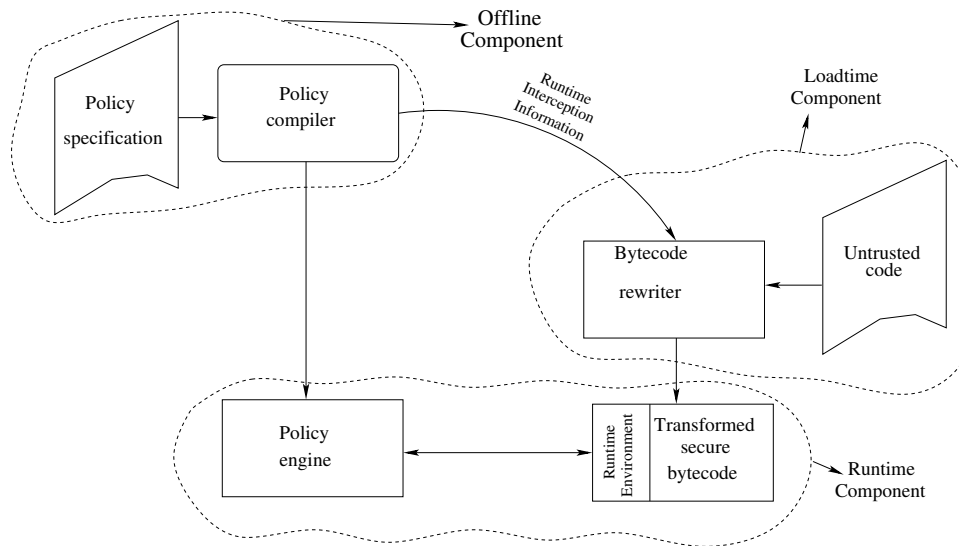 Offline
Component
Policy
specification
Policy
compiler
Runtime
Interception
Information
Loadtime
Component
Bytecode
rewriter
Untrusted
code
Policy
engine
Runtime
Environment
Transformed
secure
bytecode
Runtime
Component